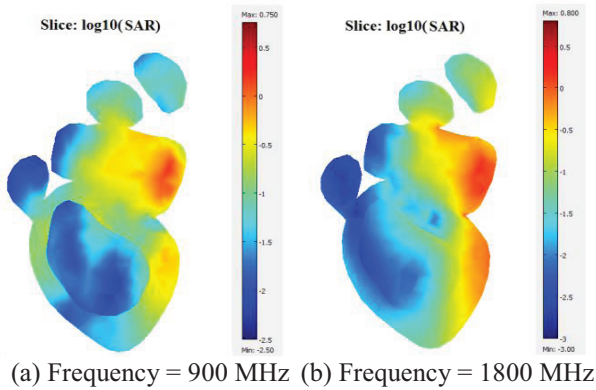 Slice: log10(SAR)
Max: 0.750
0.5
0
-0.5
-1
-1.5
-2
-2.5
Min: -2.50
Slice: log10(SAR)
Max: 0.800
0.5
0
-0.5
-1
-1.5
-2
-2.5
-3
Min: -3.00
(a) Frequency = 900 MHz (b) Frequency = 1800 MHz